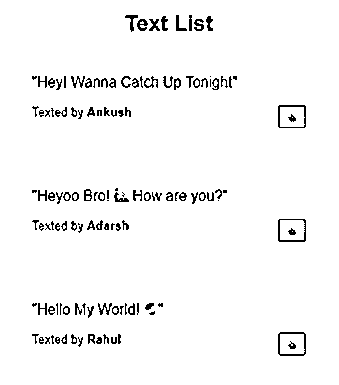 Text List
"Hey! Wanna Catch Up Tonight"
Texted by Ankush
"Heyoo Bro! How are you?"
Texted by Adarsh
"Hello My World! "
Texted by Rahul